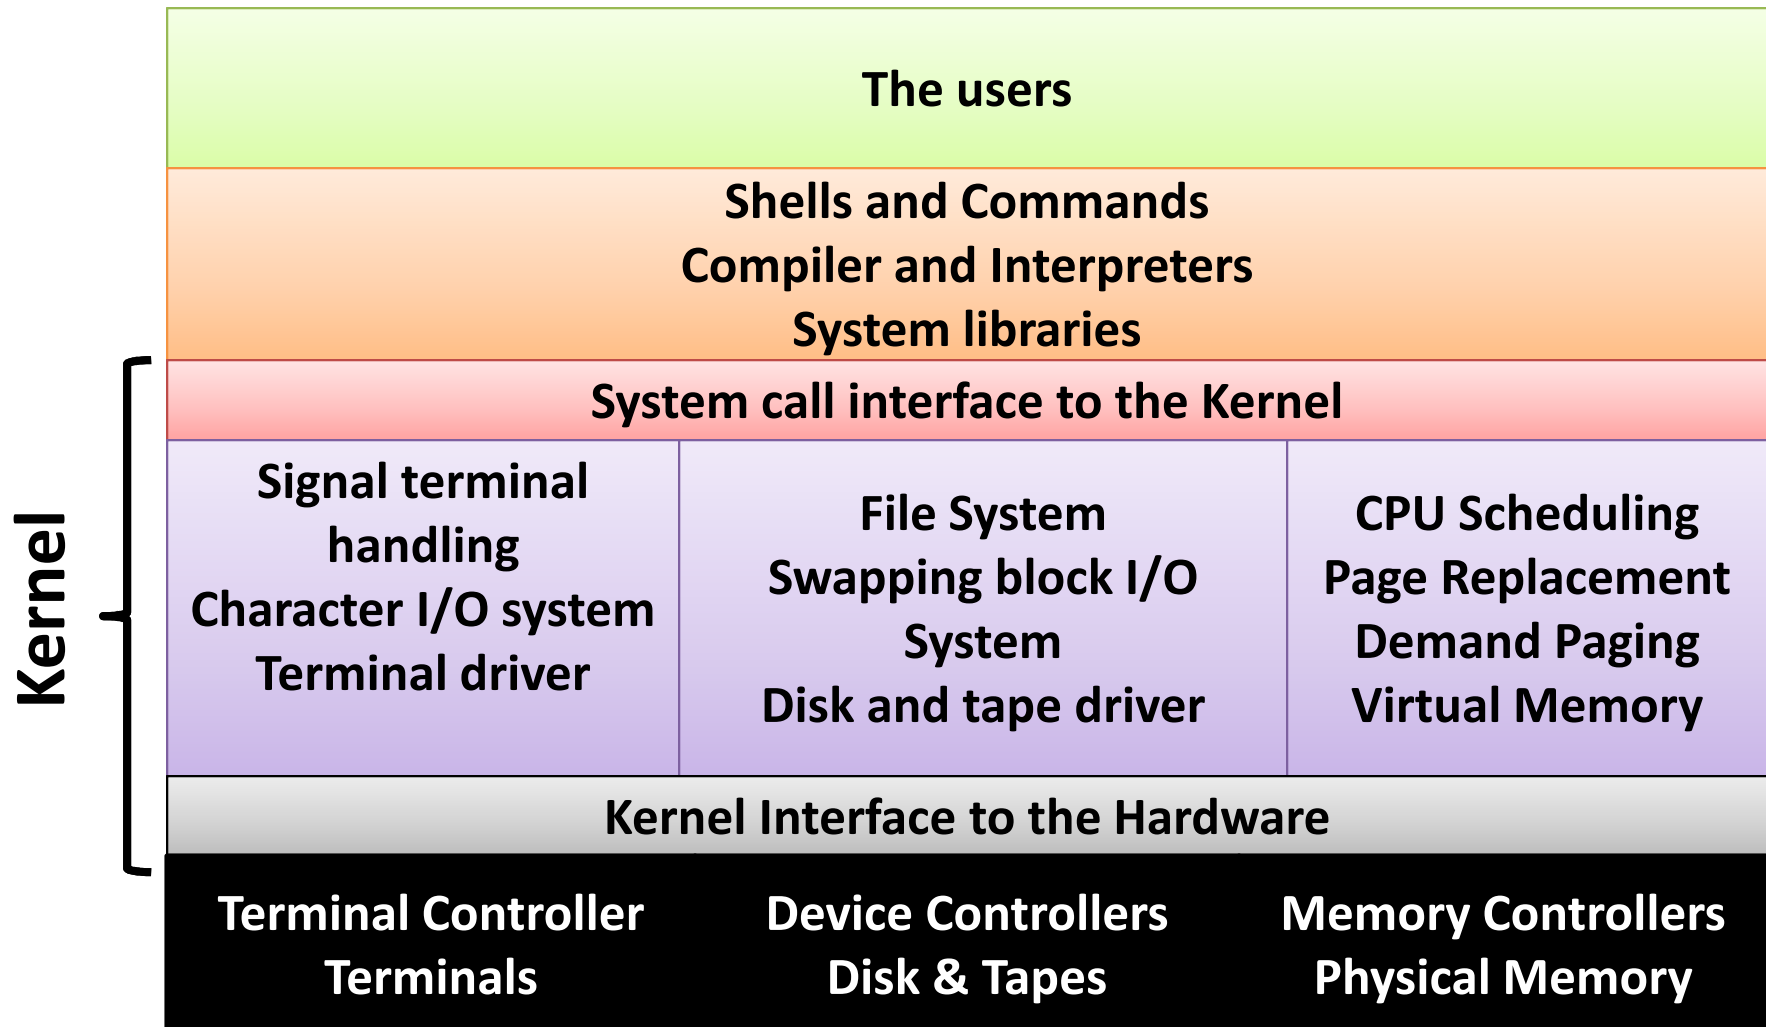 The users
Shells and Commands
Compiler and Interpreters
System libraries
System call interface to the Kernel
Kernel
Signal terminal
handling
Character I/O system
Terminal driver
File System
Swapping block I/O
System
Disk and tape driver
CPU Scheduling
Page Replacement
Demand Paging
Virtual Memory
Kernel Interface to the Hardware
Terminal Controller
Terminals
Device Controllers
Disk & Tapes
Memory Controllers
Physical Memory